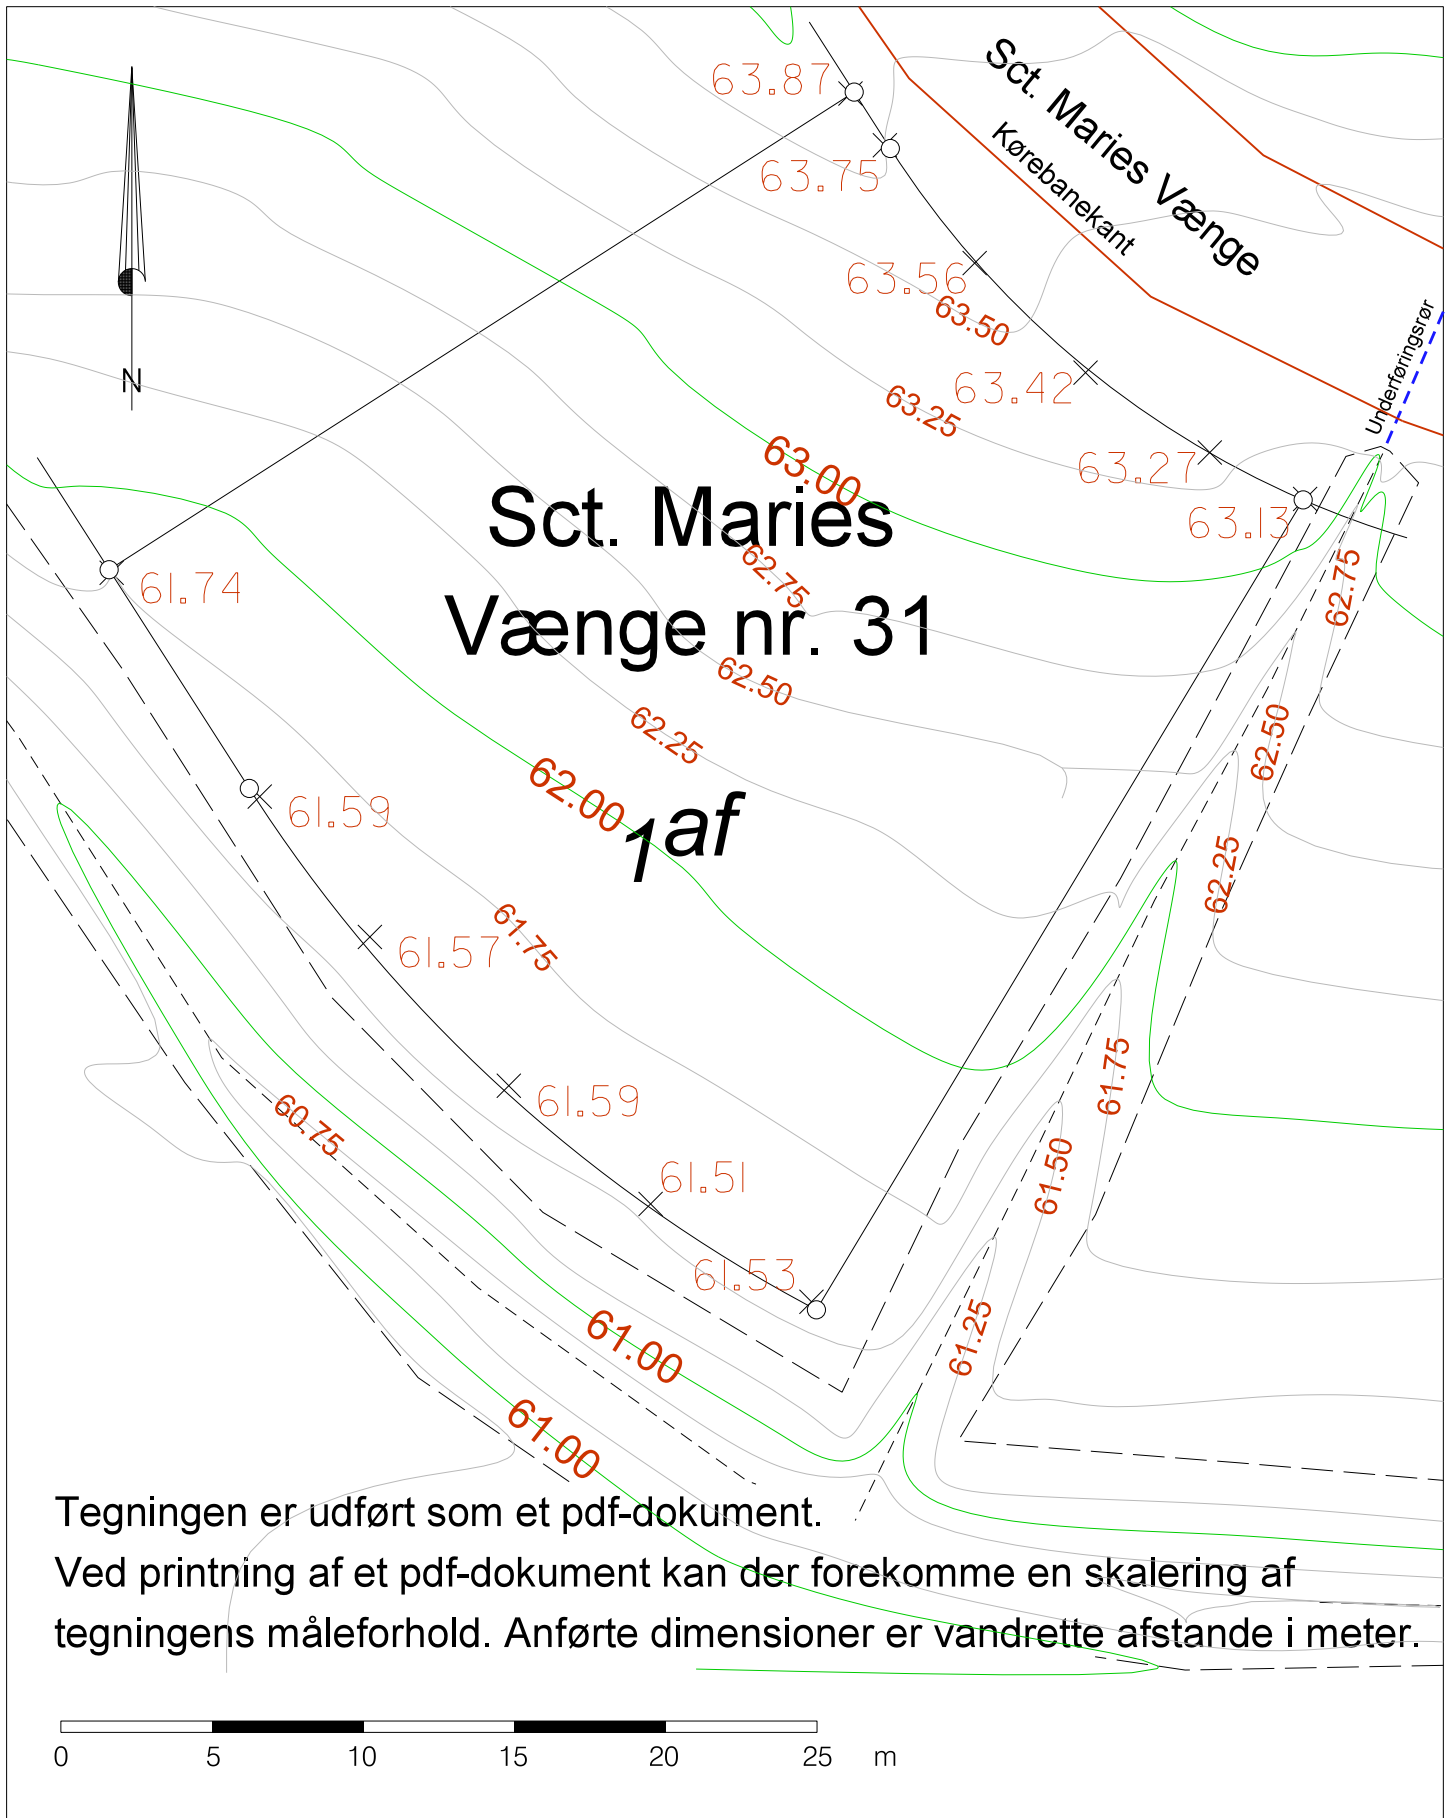 63.87
Sct. Maries Vænge
Kørebanekant
63.75
63.56
63.50
Underføringsrør
63.42
63.25
N
63.00
63.27
Sct. Maries
63.13
62.75
62.75
61.74
Vænge nr. 31
62.50
62.25
62.50
62.00
61.59
1af
62.25
61.75
61.57
61.75
60.75
61.59
61.50
61.51
61.53
61.25
61.00
61.00
Tegningen er udført som et pdf-dokument.
Ved printning af et pdf-dokument kan der forekomme en skalering af
tegningens måleforhold. Anførte dimensioner er vandrette afstande i meter.
0 5 10 15 20 25 m